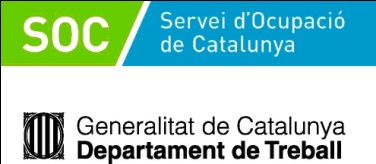 SOC
Servei d'Ocupació
de Catalunya
Generalitat de Catalunya
Departament de Treball